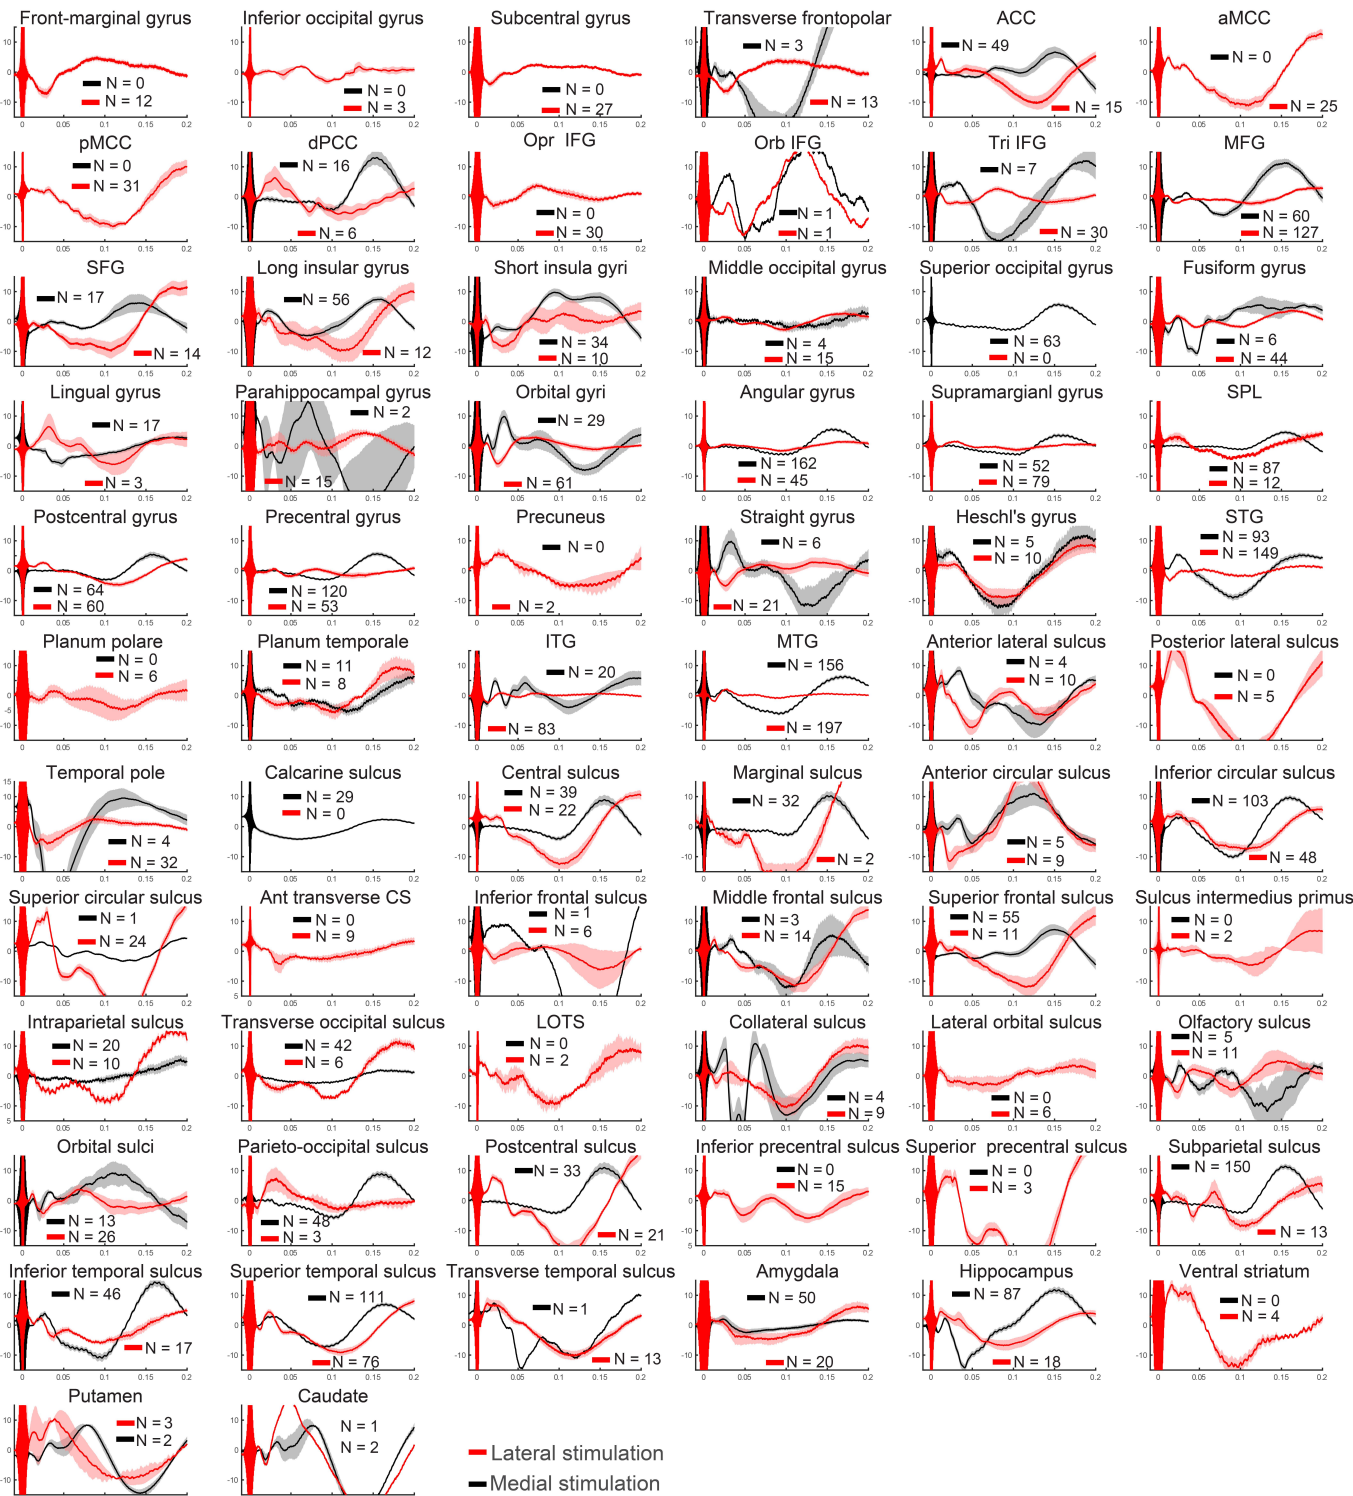 Front-marginal gyrus
N = 0
N = 12
Inferior occipital gyrus
N = 0
N = 3
Subcentral gyrus
N = 0
N = 27
Transverse frontopolar
N = 3
N = 13
ACC
N = 49
N = 15
aMCC
N = 0
N = 25
pMCC
N = 0
N = 31
dPCC
N = 16
N = 6
Opr IFG
N = 0
N = 30
Orb IFG
N = 1
N = 1
Tri IFG
N = 7
N = 30
MFG
N = 60
N = 127
SFG
N = 17
N = 14
Long insular gyrus
N = 56
N = 12
Short insula gyri
N = 34
N = 10
Middle occipital gyrus
N = 4
N = 15
Superior occipital gyrus
N = 63
N = 0
Fusiform gyrus
N = 6
N = 44
Lingual gyrus
N = 17
N = 3
Parahippocampal gyrus
N = 2
N = 15
Orbital gyri
N = 29
N = 61
Angular gyrus
N = 162
N = 45
Supramargianl gyrus
N = 52
N = 79
SPL
N = 87
N = 12
Postcentral gyrus
N = 64
N = 60
Precentral gyrus
N = 120
N = 53
Precuneus
N = 0
N = 2
Straight gyrus
N = 6
N = 21
Heschl's gyrus
N = 5
N = 10
STG
N = 93
N = 149
Planum polare
N = 0
N = 6
Planum temporale
N = 11
N = 8
ITG
N = 20
N = 83
MTG
N = 156
N = 197
Anterior lateral sulcus
N = 4
N = 10
Posterior lateral sulcus
N = 0
N = 5
Temporal pole
N = 4
N = 32
Calcarine sulcus
N = 29
N = 0
Central sulcus
N = 39
N = 22
Marginal sulcus
N = 32
N = 2
Anterior circular sulcus
N = 5
N = 9
Inferior circular sulcus
N = 103
N = 48
Superior circular sulcus
N = 1
N = 24
Ant transverse CS
N = 0
N = 9
Inferior frontal sulcus
N = 1
N = 6
Middle frontal sulcus
N = 3
N = 14
Superior frontal sulcus
N = 55
N = 11
Sulcus intermedius primus
N = 0
N = 2
Intraparietal sulcus
N = 20
N = 10
Transverse occipital sulcus
N = 42
N = 6
LOTS
N = 0
N = 2
Collateral sulcus
N = 4
N = 9
Lateral orbital sulcus
N = 0
N = 6
Olfactory sulcus
N = 5
N = 11
Orbital sulci
N = 13
N = 26
Parieto-occipital sulcus
N = 48
N = 3
Postcentral sulcus
N = 33
N = 21
Inferior precentral sulcus
N = 0
N = 15
Superior precentral sulcus
N = 0
N = 3
Subparietal sulcus
N = 150
N = 13
Inferior temporal sulcus
N = 46
N = 17
Superior temporal sulcus
N = 111
N = 76
Transverse temporal sulcus
N = 1
N = 13
Amygdala
N = 50
N = 20
Hippocampus
N = 87
N = 18
Ventral striatum
N = 0
N = 4
Putamen
N = 3
N = 2
Caudate
N = 1
N = 2
Lateral stimulation
Medial stimulation